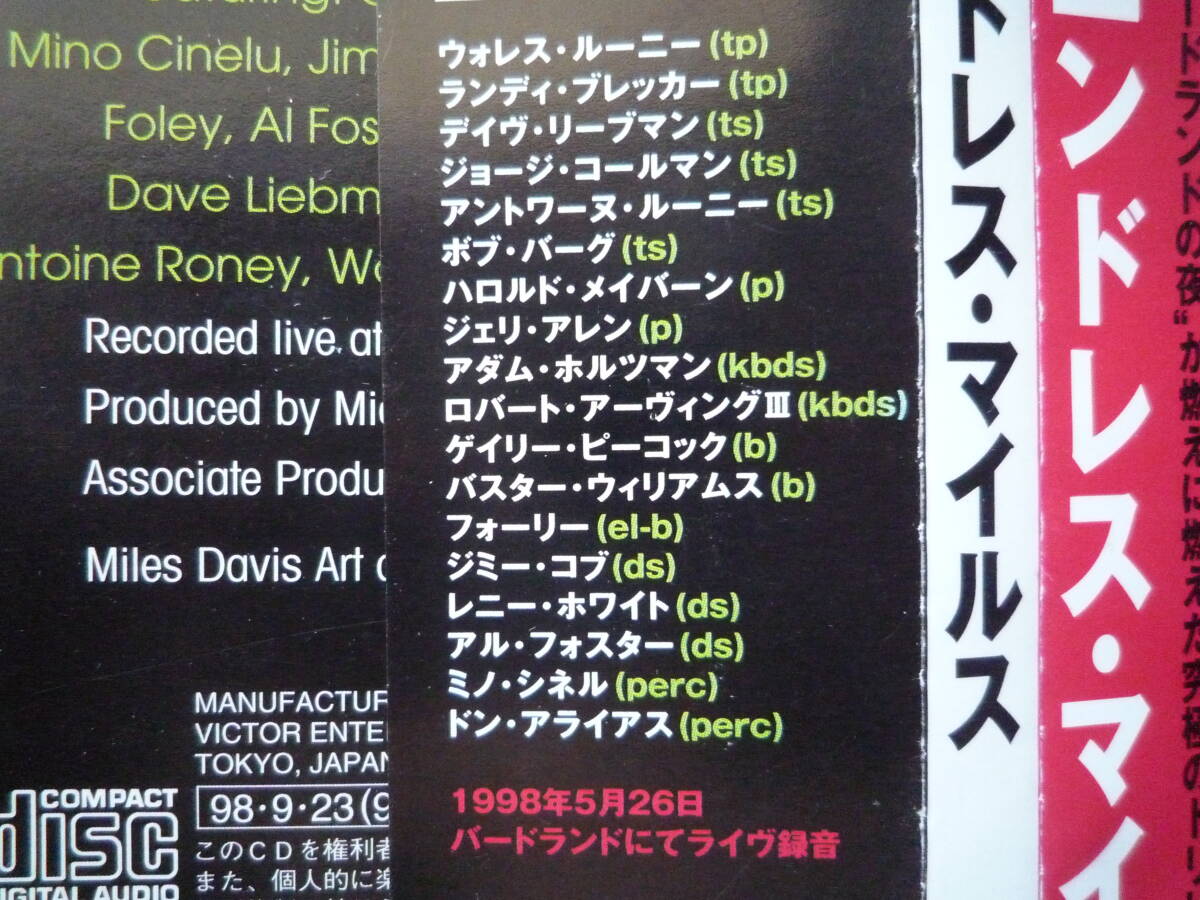 Mino Cinelu, Jim
Foley, Al Fos
Dave Liebm
ntoine Roney, Wa
Recorded live at
Produced by Mic
Associate Produ
Miles Davis Art
MANUFACTUR
VICTOR ENTE
TOKYO, JAPAN
98・9・23(9
このCDを権利者
また、個人的に楽
COMPACT
disc
DIGITAL AUDIO
ウォレス・ルーニー(tp)
ランディ・ブレッカー(tp)
デイヴ・リーブマン(ts)
ジョージ・コールマン(ts)
アントワーヌ・ルーニー(ts)
ボブ・バーグ(ts)
ハロルド・メイバーン(p)
ジェリ・アレン(p)
アダム・ホルツマン(kbds)
ロバート・アーヴィングⅢ(kbds)
ゲイリー・ピーコック(b)
バスター・ウィリアムス(b)
フォーリー(el-b)
ジミー・コブ(ds)
レニー・ホワイト(ds)
アル・フォスター(ds)
ミノ・シネル(perc)
ドン・アライアス(perc)
1998年5月26日
バードランドにてライヴ録音
ドレス・マイルス
ンドレス・マイ
ードランドの夜“が燃えに燃えた究極の